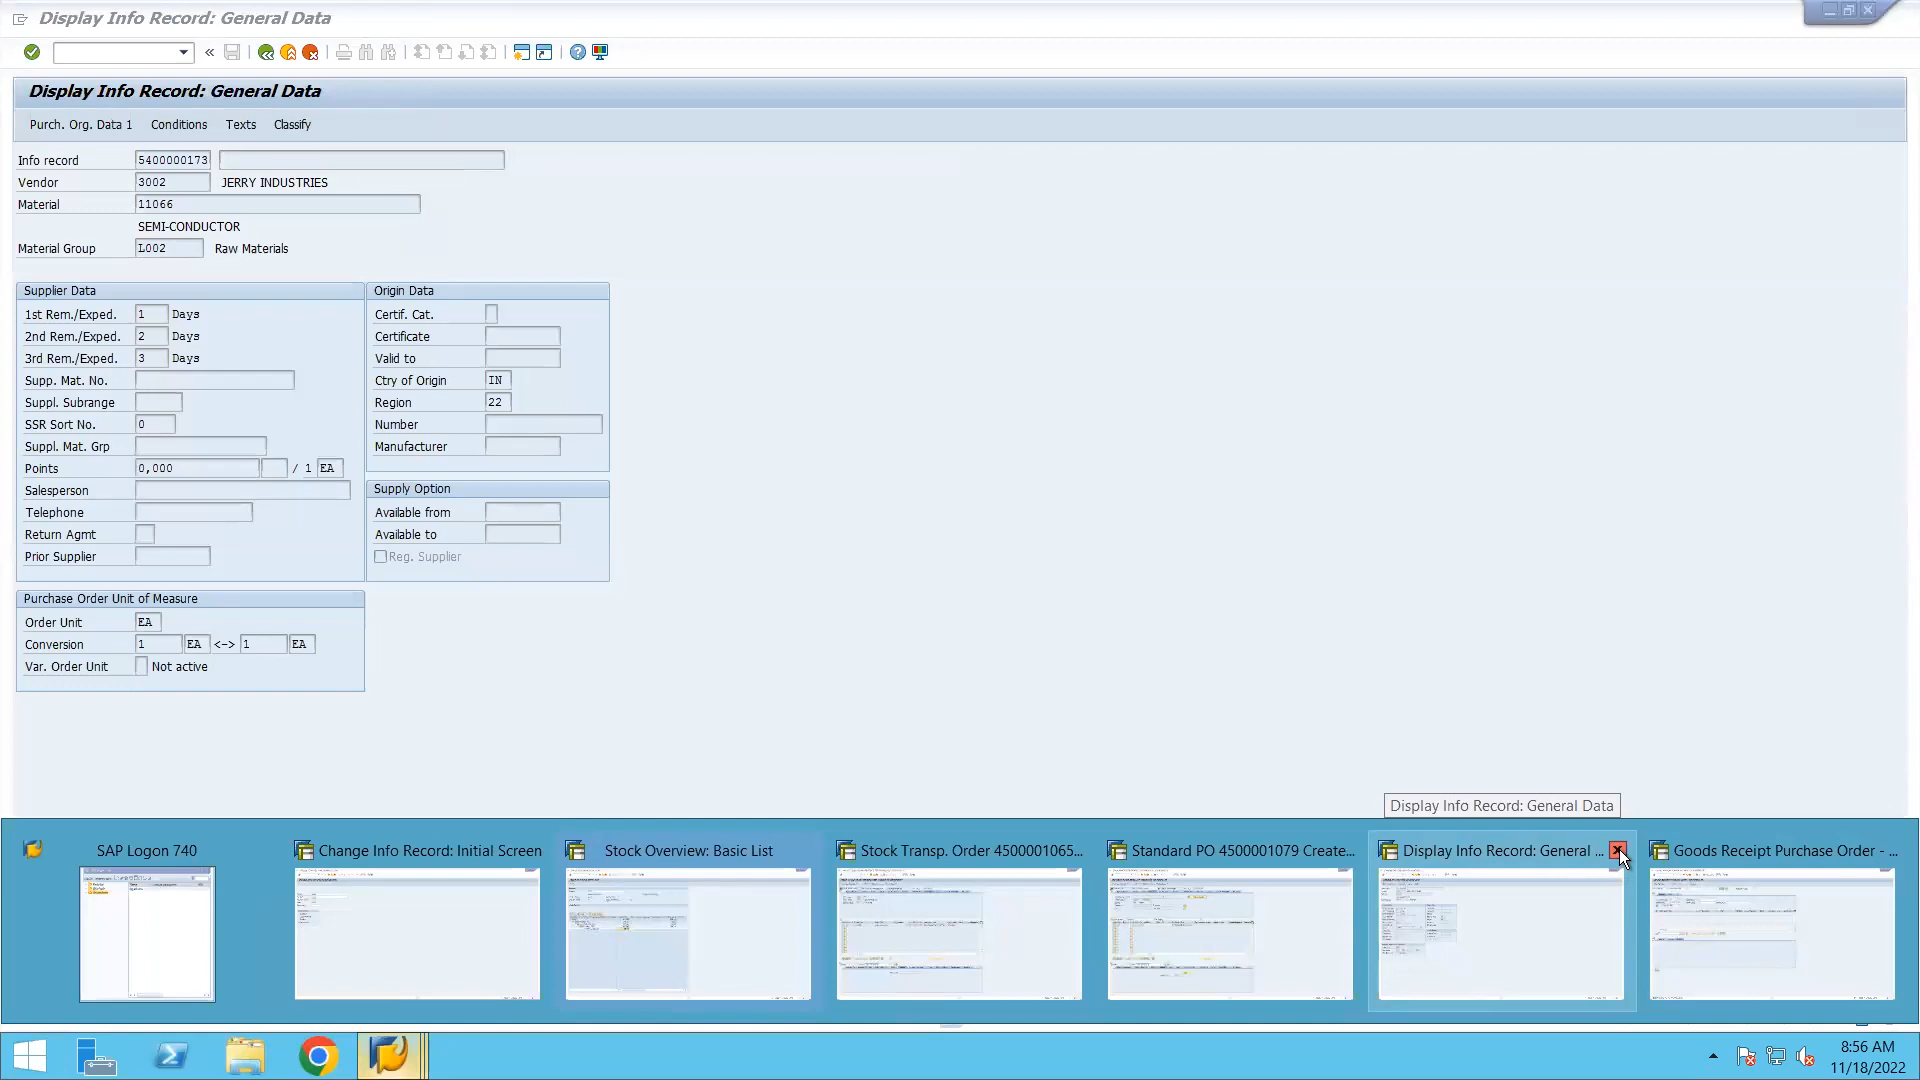 Display Info Record: General Data
Display Info Record: General Data
Purch. Org. Data 1 Conditions Texts Classify
Info record 5400000173
Vendor 3002 JERRY INDUSTRIES
Material 11066
SEMI-CONDUCTOR
Material Group L002 Raw Materials
Supplier Data
1st Rem./Exped. 1 Days
2nd Rem./Exped. 2 Days
3rd Rem./Exped. 3 Days
Supp. Mat. No.
Suppl. Subrange
SSR Sort No. 0
Suppl. Mat. Grp
Points 0,000 / 1 EA
Salesperson
Telephone
Return Agmt
Prior Supplier
Origin Data
Certif. Cat.
Certificate
Valid to
Ctry of Origin IN
Region 22
Number
Manufacturer
Supply Option
Available from
Available to
Reg. Supplier
Purchase Order Unit of Measure
Order Unit EA
Conversion 1 EA <-> 1 EA
Var. Order Unit Not active
Display Info Record: General Data
SAP Logon 740 Change Info Record: Initial Screen Stock Overview: Basic List Stock Transp. Order 4500001065... Standard PO 4500001079 Create... Display Info Record: General ... Goods Receipt Purchase Order - ...
8:56 AM
11/18/2022